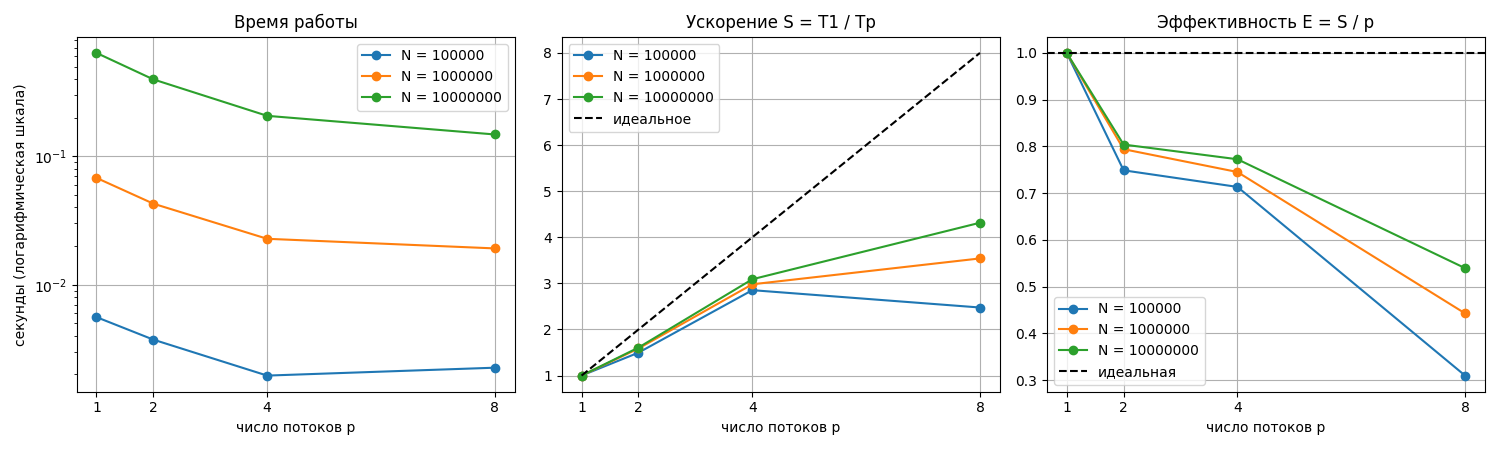 Время работы
секунды (логарифмическая шкала)
10⁻¹
10⁻²
N = 100000
N = 1000000
N = 10000000
1 2 4 8
число потоков p
Ускорение S = T1 / Tp
8
7
6
5
4
3
2
1
N = 100000
N = 1000000
N = 10000000
идеальное
1 2 4 8
число потоков p
Эффективность E = S / p
1.0
0.9
0.8
0.7
0.6
0.5
0.4
0.3
N = 100000
N = 1000000
N = 10000000
идеальная
1 2 4 8
число потоков p